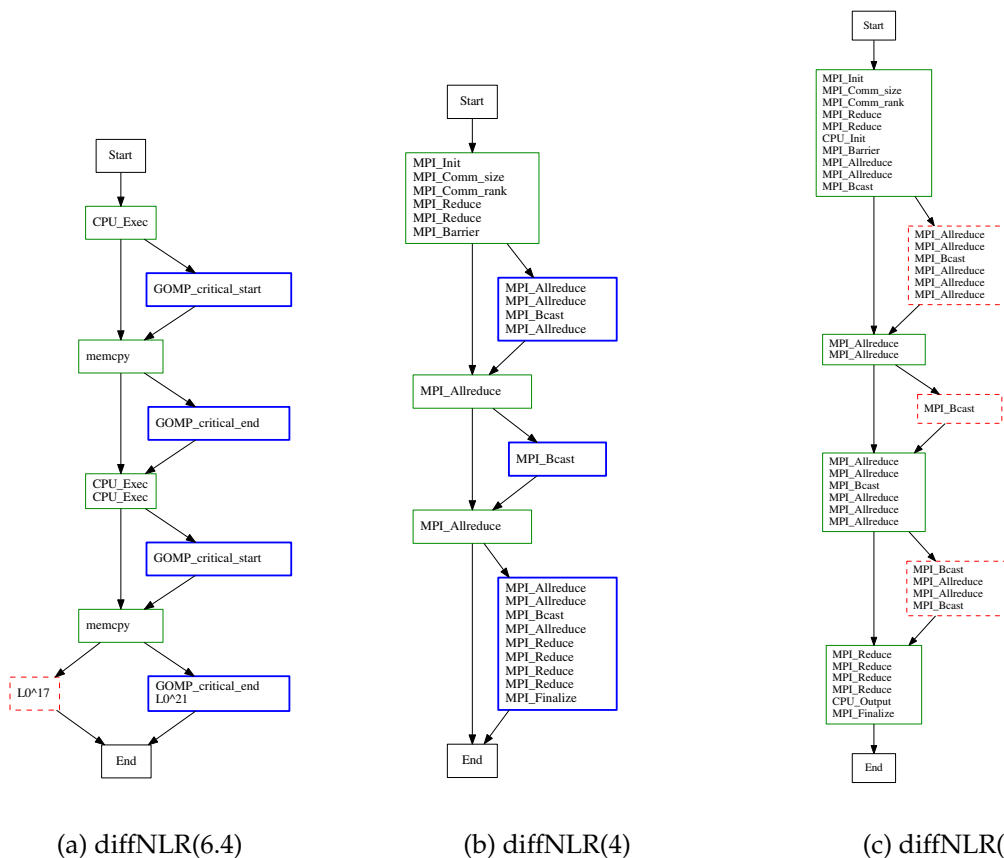 Start
CPU_Exec
GOMP_critical_start
memcpy
GOMP_critical_end
CPU_Exec
CPU_Exec
GOMP_critical_start
memcpy
L0^17
GOMP_critical_end
L0^21
End
(a) diffNLR(6.4)
Start
MPI_Init
MPI_Comm_size
MPI_Comm_rank
MPI_Reduce
MPI_Reduce
MPI_Barrier
MPI_Allreduce
MPI_Allreduce
MPI_Bcast
MPI_Allreduce
MPI_Allreduce
MPI_Bcast
MPI_Allreduce
MPI_Allreduce
MPI_Allreduce
MPI_Bcast
MPI_Allreduce
MPI_Reduce
MPI_Reduce
MPI_Reduce
MPI_Reduce
MPI_Finalize
End
(b) diffNLR(4)
Start
MPI_Init
MPI_Comm_size
MPI_Comm_rank
MPI_Reduce
MPI_Reduce
CPU_Init
MPI_Barrier
MPI_Allreduce
MPI_Allreduce
MPI_Bcast
MPI_Allreduce
MPI_Allreduce
MPI_Bcast
MPI_Allreduce
MPI_Allreduce
MPI_Allreduce
MPI_Allreduce
MPI_Allreduce
MPI_Bcast
MPI_Allreduce
MPI_Allreduce
MPI_Bcast
MPI_Allreduce
MPI_Allreduce
MPI_Allreduce
MPI_Bcast
MPI_Allreduce
MPI_Allreduce
MPI_Bcast
MPI_Reduce
MPI_Reduce
MPI_Reduce
MPI_Reduce
CPU_Output
MPI_Finalize
End
(c) diffNLR(